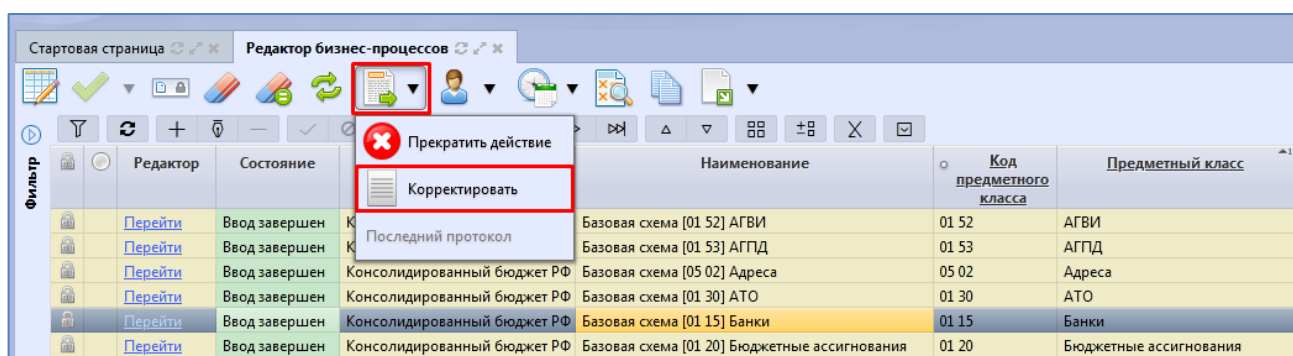 Стартовая страница Редактор бизнес-процессов
Прекратить действие
Корректировать
Последний протокол
Фильтр
Редактор Состояние Наименование Код предметного класса Предметный класс 1
Перейти Ввод завершен К Базовая схема [01 52] АГВИ 01 52 АГВИ
Перейти Ввод завершен К Базовая схема [01 53] АГПД 01 53 АГПД
Перейти Ввод завершен Консолидированный бюджет РФ Базовая схема [05 02] Адреса 05 02 Адреса
Перейти Ввод завершен Консолидированный бюджет РФ Базовая схема [01 30] АТО 01 30 АТО
Перейти Ввод завершен Консолидированный бюджет РФ Базовая схема [01 15] Банки 01 15 Банки
Перейти Ввод завершен Консолидированный бюджет РФ Базовая схема [01 20] Бюджетные ассигнования 01 20 Бюджетные ассигнования